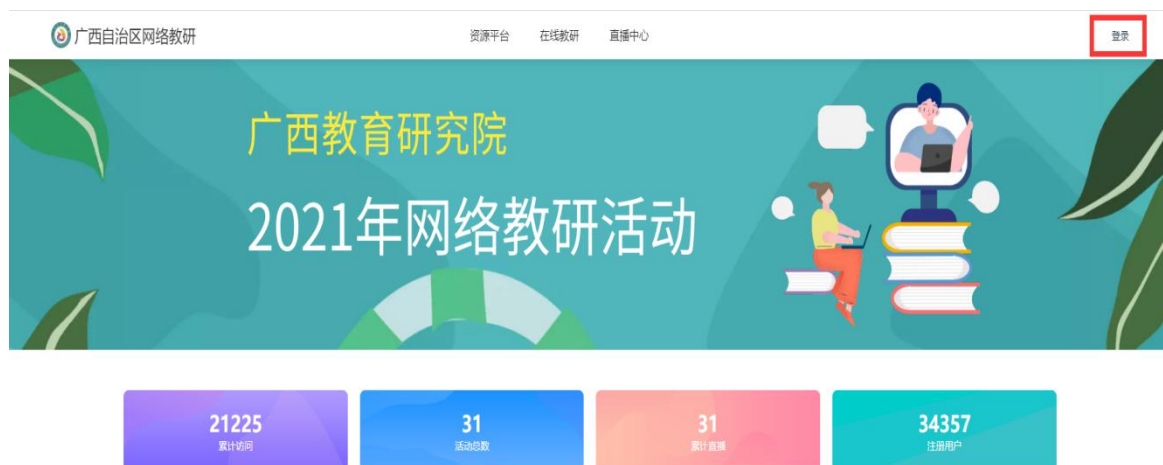 广西自治区网络教研
资源平台 在线教研 直播中心
登录
广西教育研究院
2021年网络教研活动
21225
累计访问
31
活动总数
31
累计直播
34357
注册用户